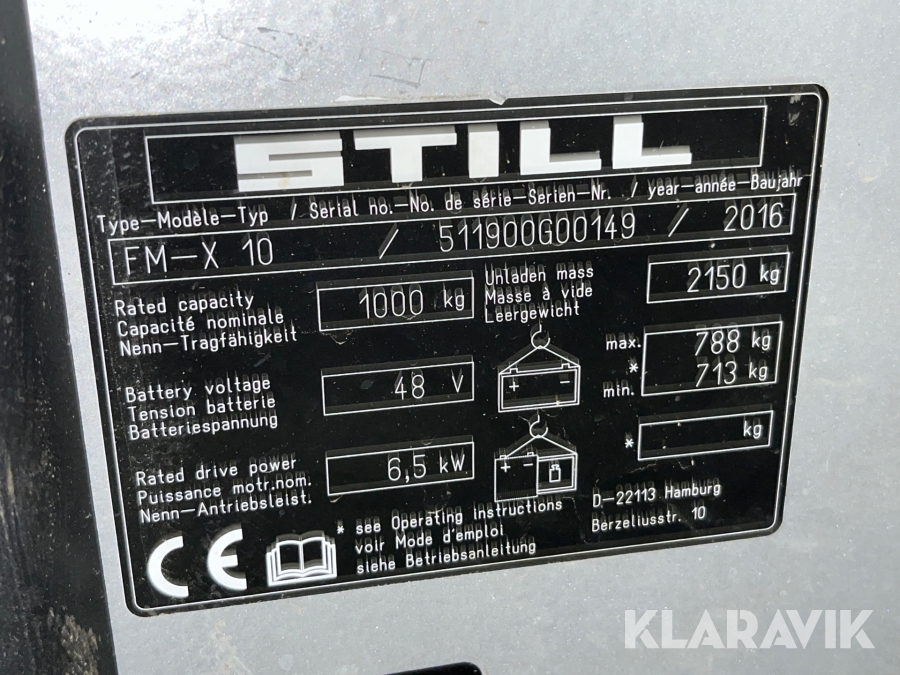 STILL
Type-Modèle-Typ / Serial no.-No. de série-Serien-Nr. / year-année-Baujahr
FM-X 10 / 511900G00149 / 2016
Rated capacity
Capacité nominale
Nenn-Tragfähigkeit
1000 kg
Unladen mass
Masse à vide
Leergewicht
2150 kg
Battery voltage
Tension batterie
Batteriespannung
48 V
+ -
max. 788 kg
*
min. 713 kg
Rated drive power
Puissance motr.nom.
Nenn-Antriebsleist.
6,5 kW
+ -
* kg
CE
* see Operating Instructions
voir Mode d'emploi
siehe Betriebsanleitung
D-22113 Hamburg
Berzeliusstr. 10
KLARAVIK